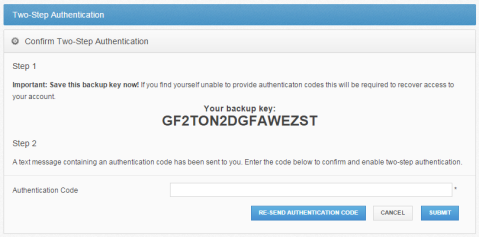 Two-Step Authentication
Confirm Two-Step Authentication
Step 1
Important: Save this backup key now! If you find yourself unable to provide authenticaton codes this will be required to recover access to
your account.
Your backup key:
GF2TON2DGFAWEZST
Step 2
A text message containing an authentication code has been sent to you. Enter the code below to confirm and enable two-step authentication.
Authentication Code *
RE-SEND AUTHENTICATION CODE CANCEL SUBMIT